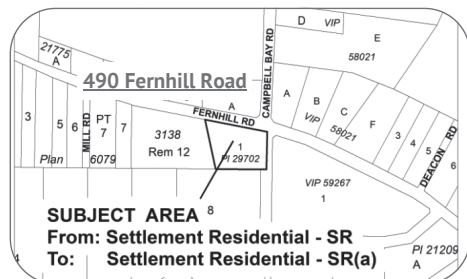 D VIP
E
58021
21775
A
490 Fernhill Road
CAMPBELL BAY RD
A
FERNHILL RD
A
B
VIP
C
58021
F
3
4
5
6
DEACON RD
3
5
6
MILL RD
PT
7
7
3138
Rem 12
1
Pl 29702
Plan
6079
VIP 59267
1
8
SUBJECT AREA
From: Settlement Residential - SR
To: Settlement Residential - SR(a)
Pl 21209
A